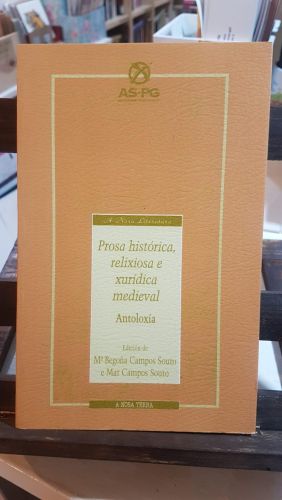 AS-PG
A Nosa Literatura
Prosa histórica,
relixiosa e
xurídica
medieval
Antoloxía
Edición de
Mª Begoña Campos Souto
e Mar Campos Souto
A NOSA TERRA